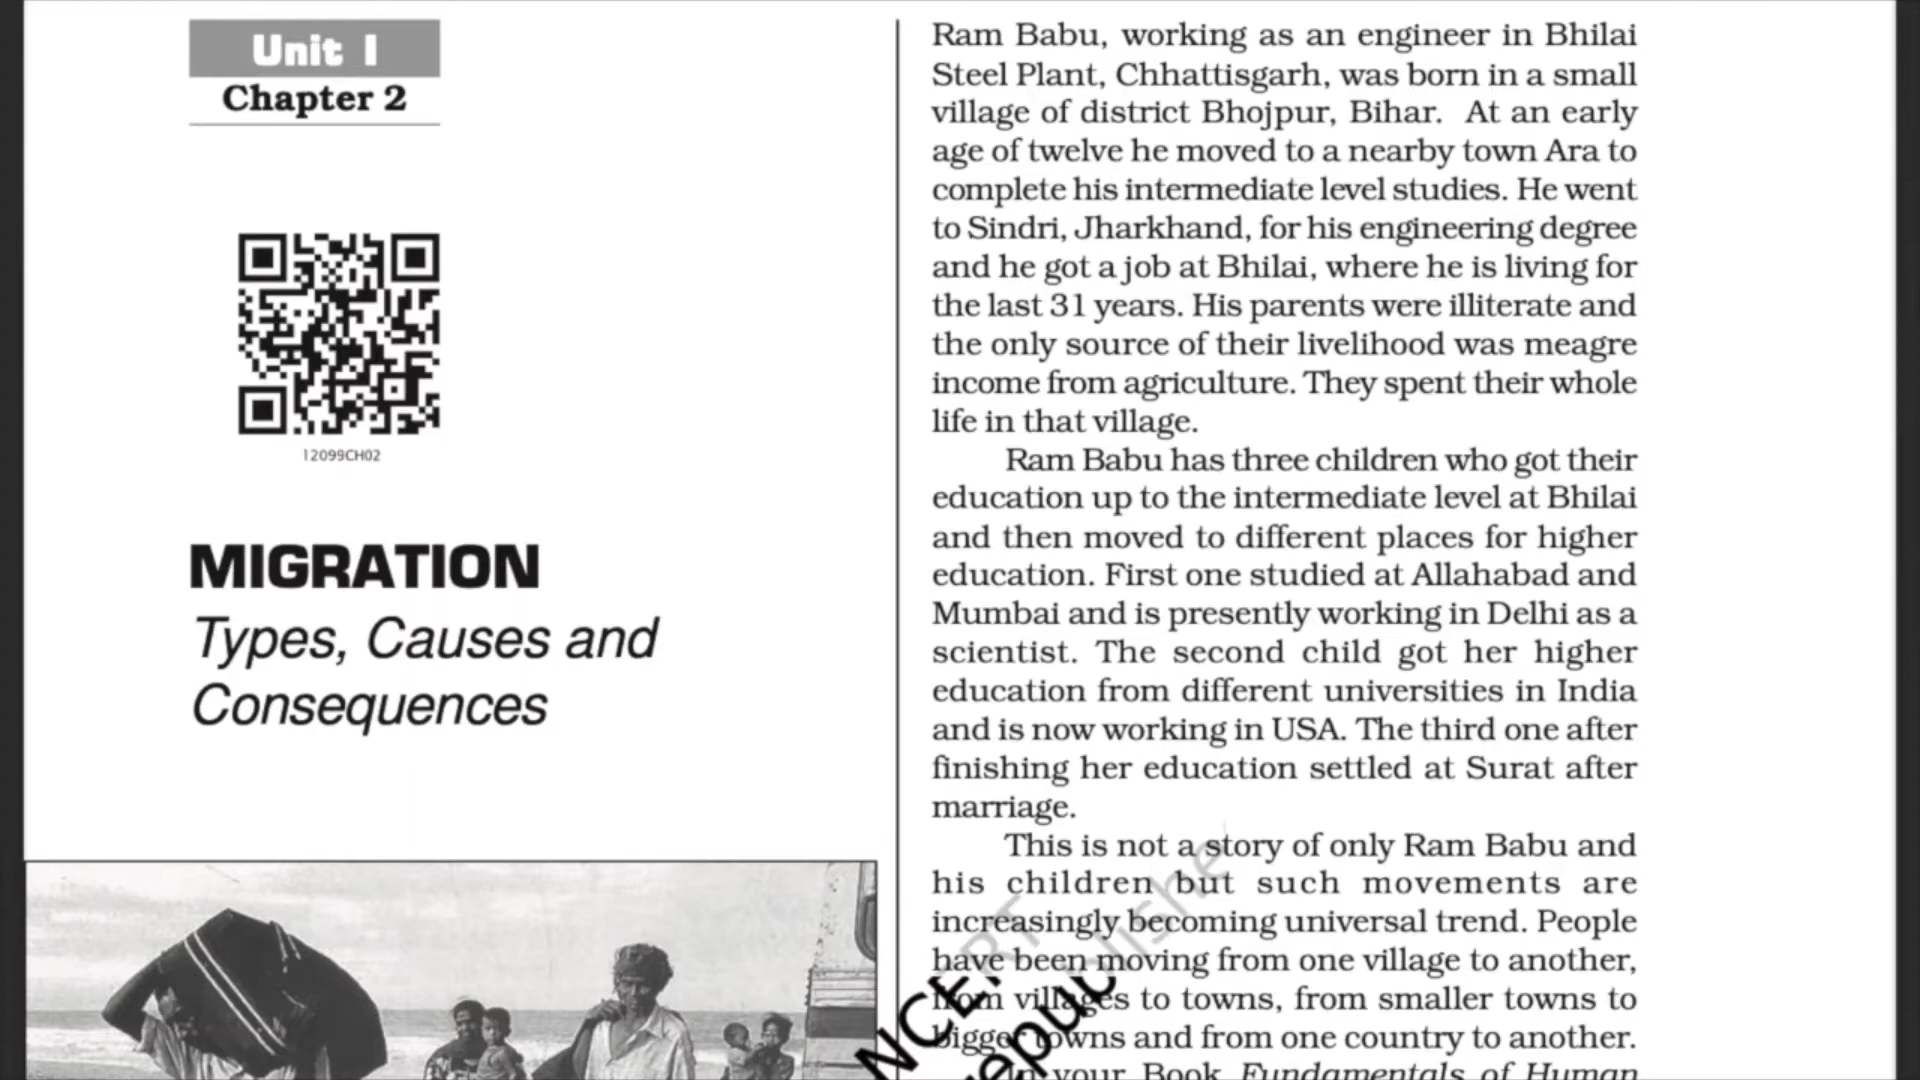 Unit I
Chapter 2
12099CH02
MIGRATION
Types, Causes and
Consequences
Ram Babu, working as an engineer in Bhilai
Steel Plant, Chhattisgarh, was born in a small
village of district Bhojpur, Bihar. At an early
age of twelve he moved to a nearby town Ara to
complete his intermediate level studies. He went
to Sindri, Jharkhand, for his engineering degree
and he got a job at Bhilai, where he is living for
the last 31 years. His parents were illiterate and
the only source of their livelihood was meagre
income from agriculture. They spent their whole
life in that village.
Ram Babu has three children who got their
education up to the intermediate level at Bhilai
and then moved to different places for higher
education. First one studied at Allahabad and
Mumbai and is presently working in Delhi as a
scientist. The second child got her higher
education from different universities in India
and is now working in USA. The third one after
finishing her education settled at Surat after
marriage.
This is not a story of only Ram Babu and
his children but such movements are
increasingly becoming universal trend. People
have been moving from one village to another,
from villages to towns, from smaller towns to
bigger towns and from one country to another.
In your Book Fundamentals of Human
NCERT
republishe